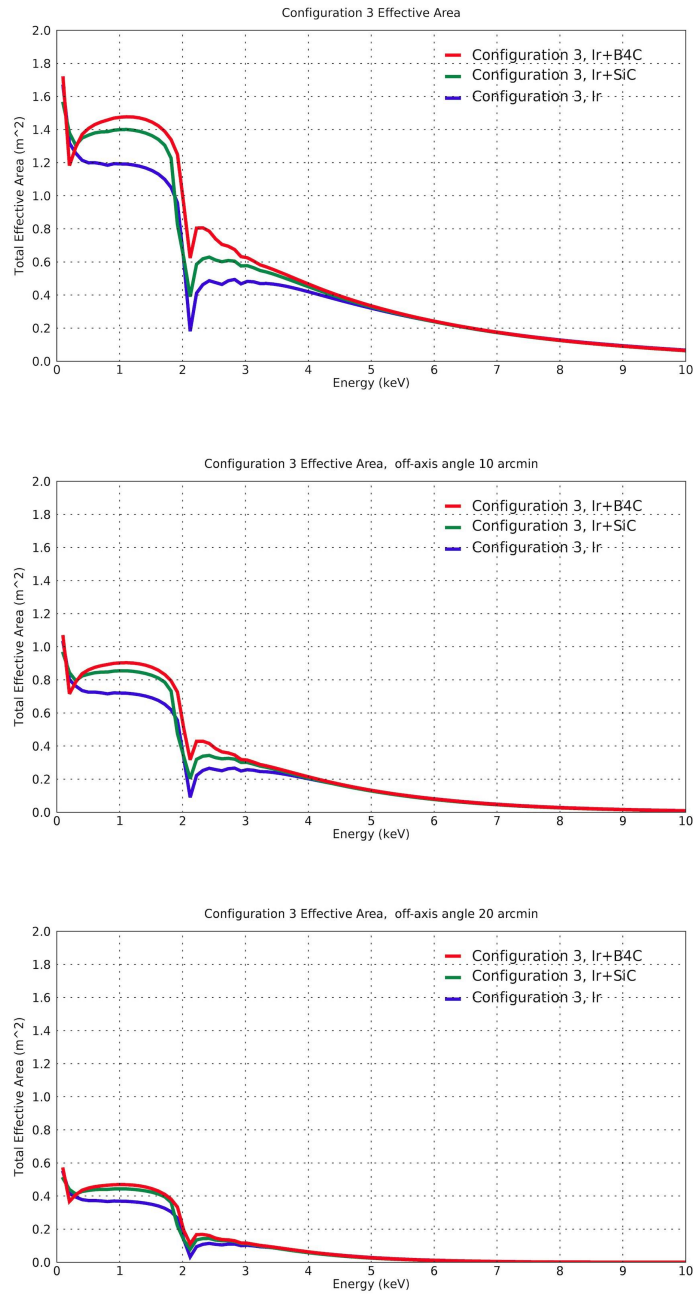 Configuration 3 Effective Area
Total Effective Area (m^2)
2.0
1.8
1.6
1.4
1.2
1.0
0.8
0.6
0.4
0.2
0.0
Configuration 3, Ir+B4C
Configuration 3, Ir+SiC
Configuration 3, Ir
0 1 2 3 4 5 6 7 8 9 10
Energy (keV)
Configuration 3 Effective Area, off-axis angle 10 arcmin
Total Effective Area (m^2)
2.0
1.8
1.6
1.4
1.2
1.0
0.8
0.6
0.4
0.2
0.0
Configuration 3, Ir+B4C
Configuration 3, Ir+SiC
Configuration 3, Ir
0 1 2 3 4 5 6 7 8 9 10
Energy (keV)
Configuration 3 Effective Area, off-axis angle 20 arcmin
Total Effective Area (m^2)
2.0
1.8
1.6
1.4
1.2
1.0
0.8
0.6
0.4
0.2
0.0
Configuration 3, Ir+B4C
Configuration 3, Ir+SiC
Configuration 3, Ir
0 1 2 3 4 5 6 7 8 9 10
Energy (keV)